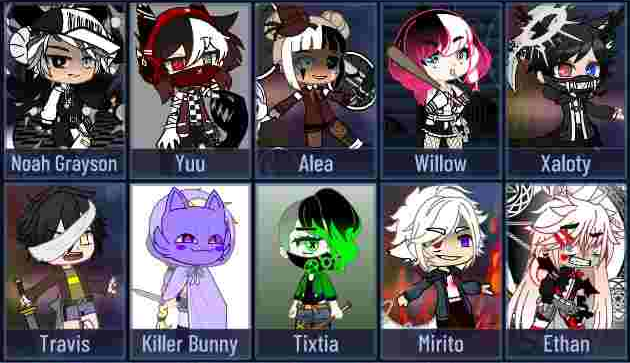 Noah Grayson
Yuu
Alea
Willow
Xaloty
Travis
Killer Bunny
Tixtia
Mirito
Ethan